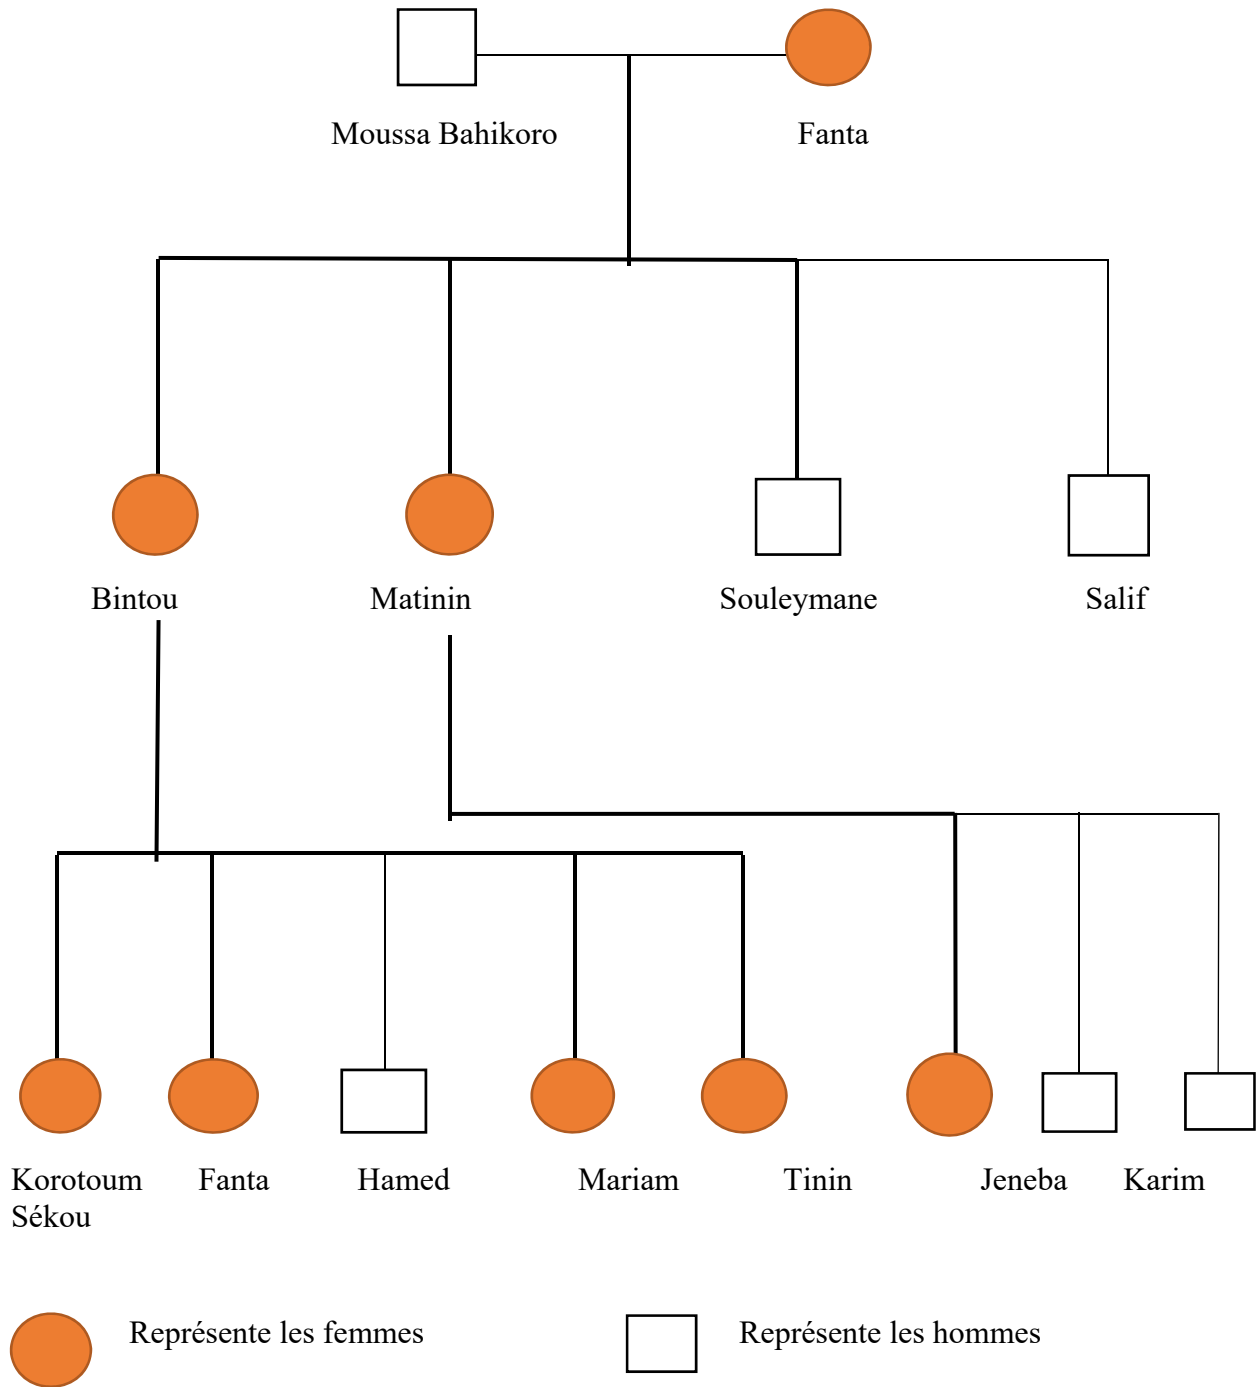 Moussa Bahikoro Fanta
Bintou Matinin Souleymane Salif
Korotoum Fanta Hamed Mariam Tinin Jeneba Karim
Sékou
Représente les femmes Représente les hommes